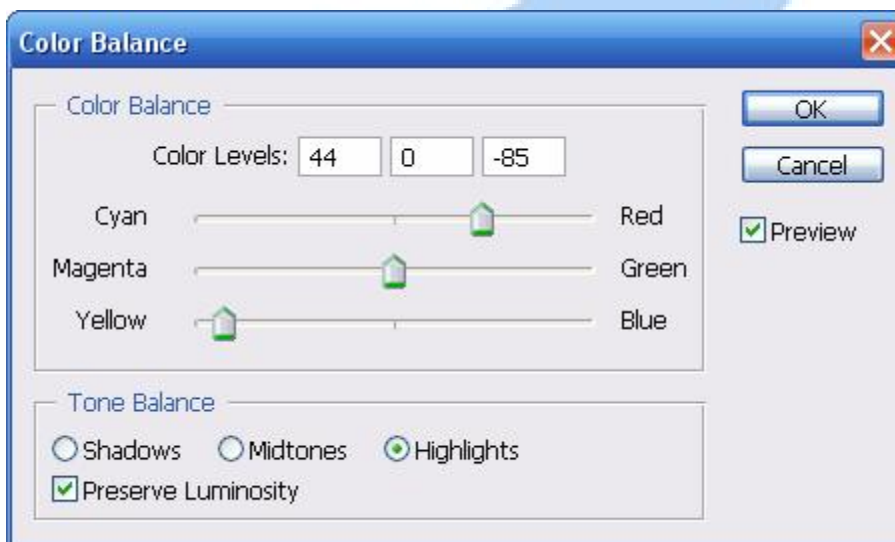 Color Balance
Color Balance
Color Levels: 44 0 -85
Cyan Red
Magenta Green
Yellow Blue
Tone Balance
Shadows Midtones Highlights
Preserve Luminosity
OK
Cancel
Preview